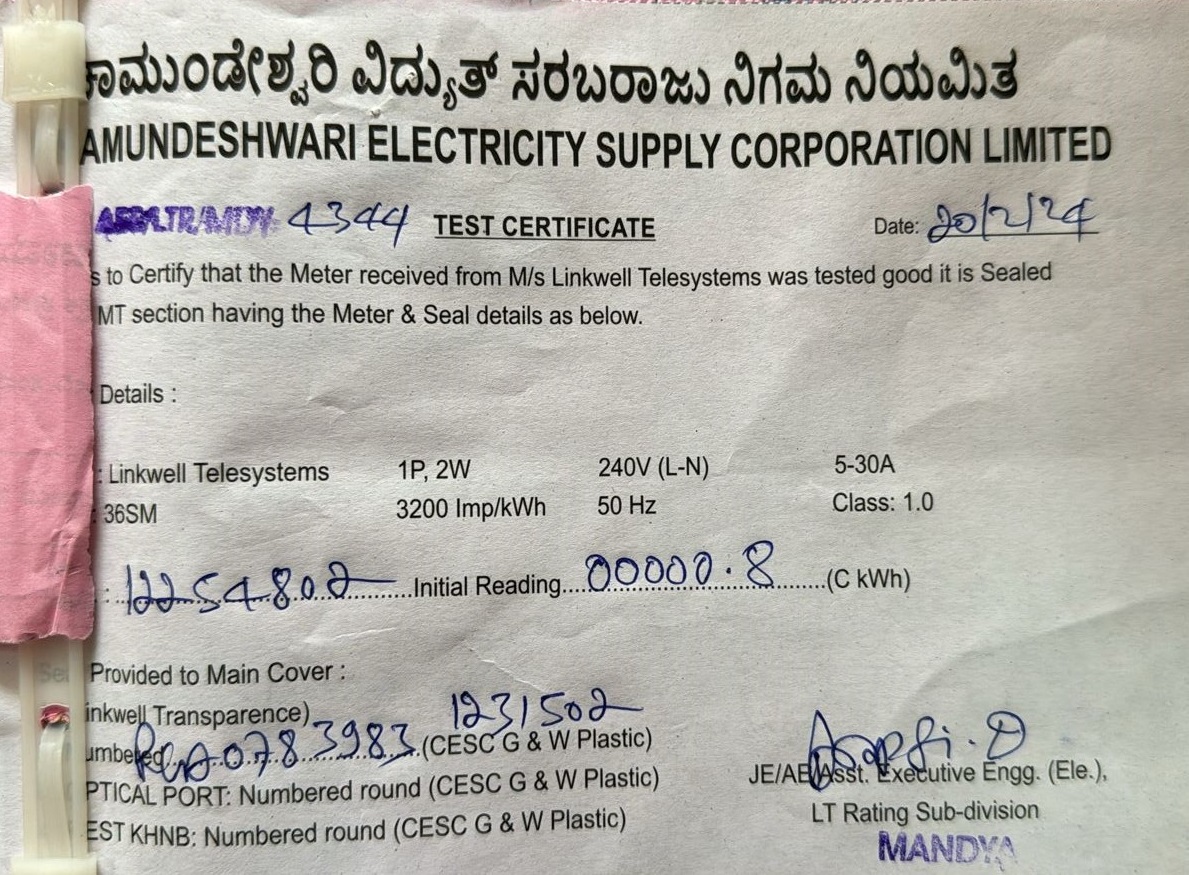 ಚಾಮುಂಡೇಶ್ವರಿ ವಿದ್ಯುತ್ ಸರಬರಾಜು ನಿಗಮ ನಿಯಮಿತ
AMUNDESHWARI ELECTRICITY SUPPLY CORPORATION LIMITED
4344 TEST CERTIFICATE Date: 20/2/24
s to Certify that the Meter received from M/s Linkwell Telesystems was tested good it is Sealed
MT section having the Meter & Seal details as below.
Details :
: Linkwell Telesystems 1P, 2W 240V (L-N) 5-30A
: 36SM 3200 Imp/kWh 50 Hz Class: 1.0
: 12254802 Initial Reading....00000.8.......(C kWh)
Provided to Main Cover :
inkwell Transparence) 1231502
umbered 0783983 (CESC G & W Plastic)
PTICAL PORT: Numbered round (CESC G & W Plastic)
EST KHNB: Numbered round (CESC G & W Plastic)
JE/AE/Asst. Executive Engg. (Ele.),
LT Rating Sub-division
MANDYA